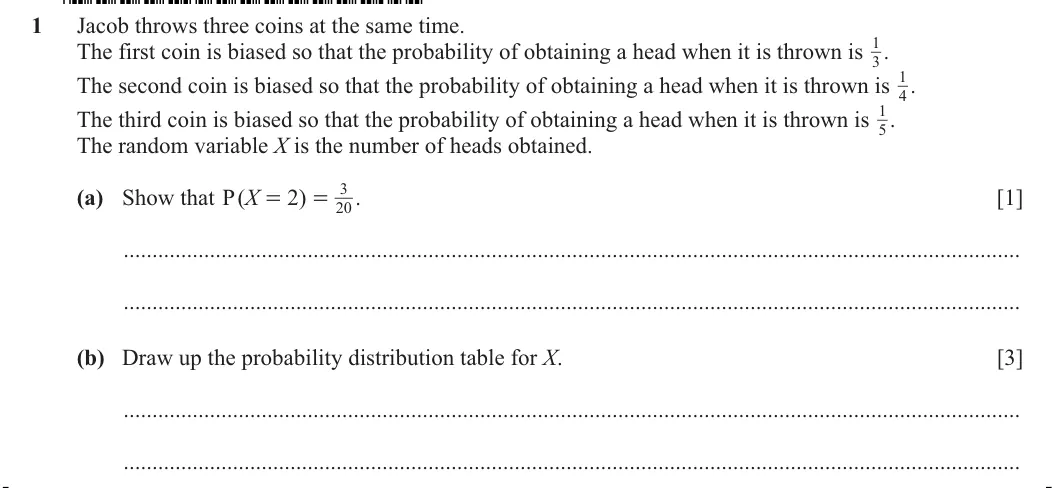 1 Jacob throws three coins at the same time.
The first coin is biased so that the probability of obtaining a head when it is thrown is 1/3.
The second coin is biased so that the probability of obtaining a head when it is thrown is 1/4.
The third coin is biased so that the probability of obtaining a head when it is thrown is 1/5.
The random variable X is the number of heads obtained.
(a) Show that P(X = 2) = 3/20. [1]
(b) Draw up the probability distribution table for X. [3]